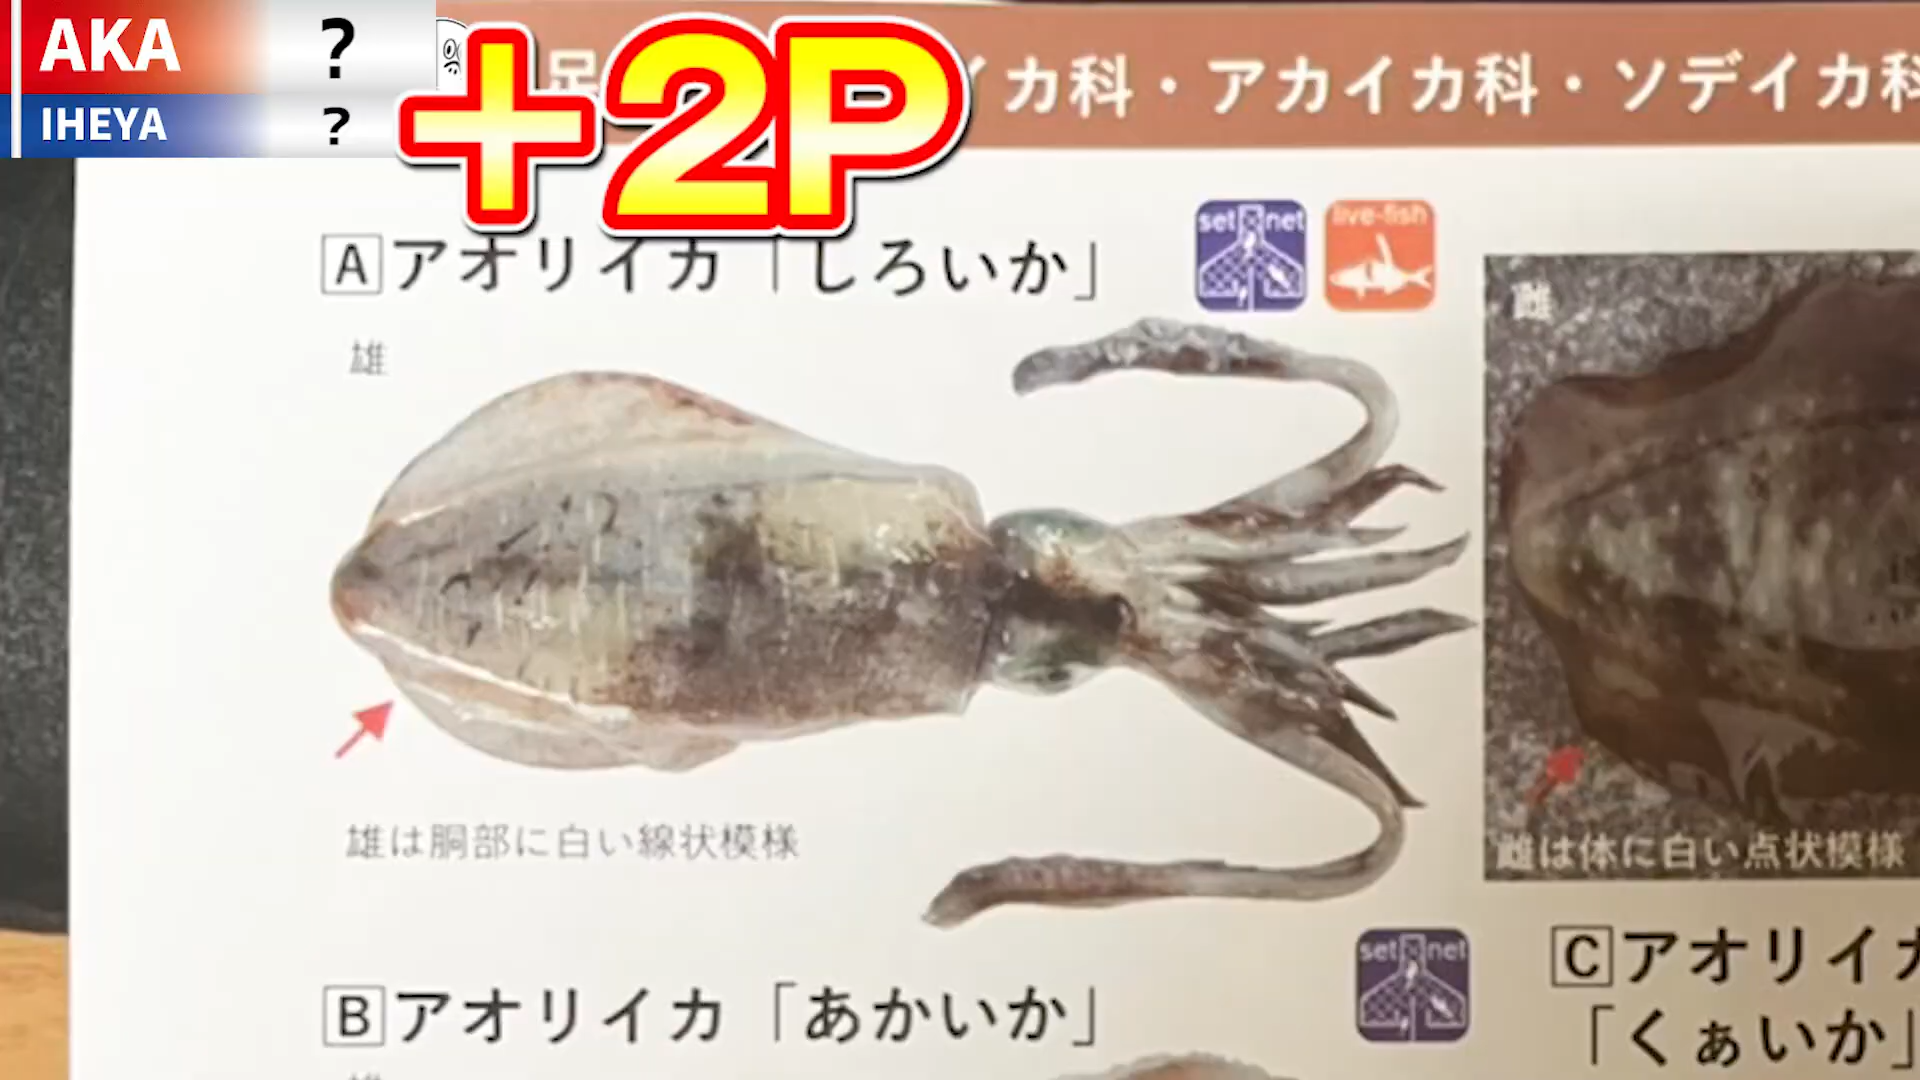 AKA ?
IHEYA ?
+2P
イカ科・アカイカ科・ソデイカ科
A アオリイカ「しろいか」
set net
live-fish
雄
雌
雄は胴部に白い線状模様
雌は体に白い点状模様
set net
B アオリイカ「あかいか」
C アオリイカ
「くぁいか」